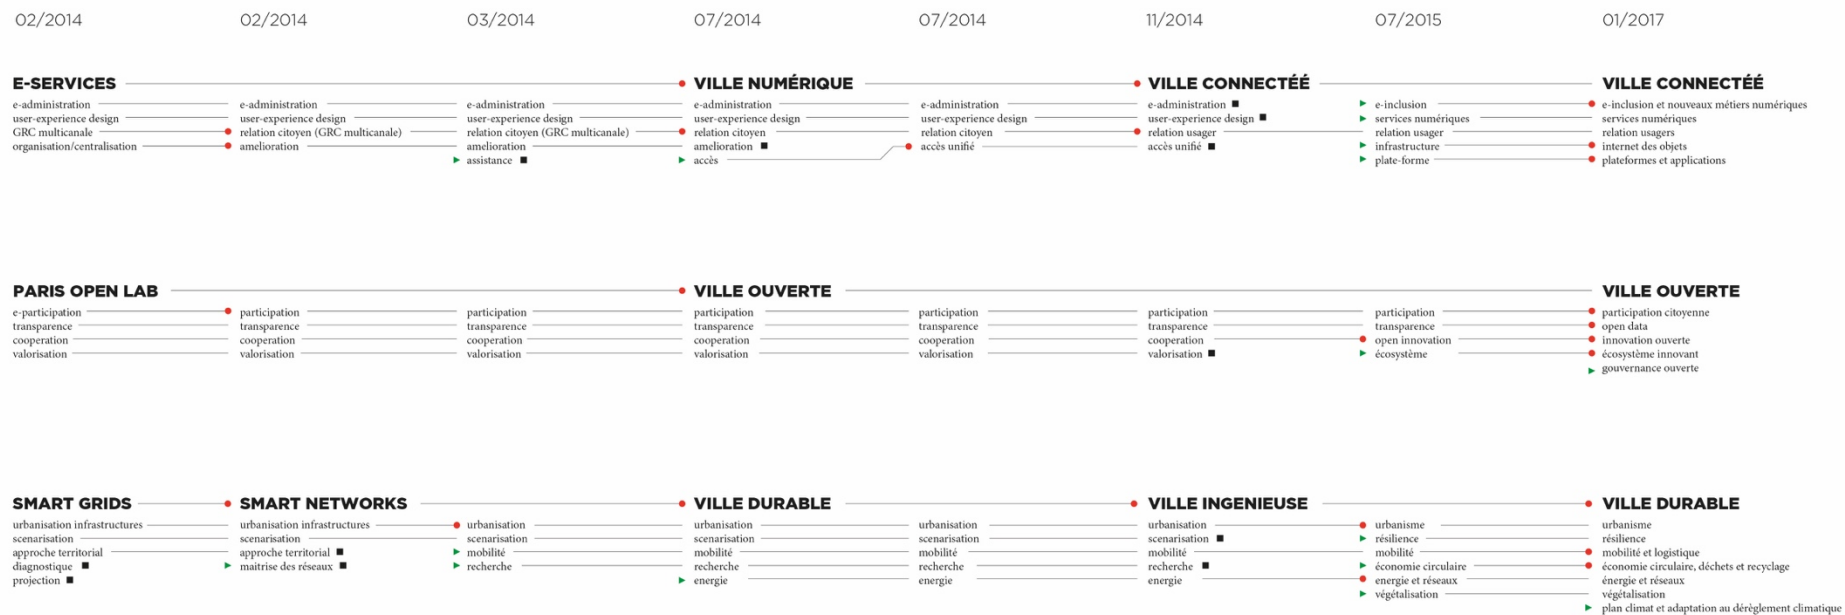 02/2014 02/2014 03/2014 07/2014 07/2014 11/2014 07/2015 01/2017
E-SERVICES VILLE NUMÉRIQUE VILLE CONNECTÉÉ VILLE CONNECTÉÉ
e-administration e-administration e-administration e-administration e-administration e-administration e-inclusion e-inclusion et nouveaux métiers numériques
user-experience design user-experience design user-experience design user-experience design user-experience design user-experience design services numériques services numériques
GRC multicanale relation citoyen (GRC multicanale) relation citoyen (GRC multicanale) relation citoyen relation citoyen relation usager relation usager relation usagers
organisation/centralisation amelioration amelioration amelioration accès unifié accès unifié infrastructure internet des objets
assistance accès plate-forme plateformes et applications
PARIS OPEN LAB VILLE OUVERTE VILLE OUVERTE
e-participation participation participation participation participation participation participation participation citoyenne
transparence transparence transparence transparence transparence transparence transparence open data
cooperation cooperation cooperation cooperation cooperation cooperation open innovation innovation ouverte
valorisation valorisation valorisation valorisation valorisation valorisation écosystème écosystème innovant
gouvernance ouverte
SMART GRIDS SMART NETWORKS VILLE DURABLE VILLE INGENIEUSE VILLE DURABLE
urbanisation infrastructures urbanisation infrastructures urbanisation urbanisation urbanisation urbanisation urbanisme urbanisme
scenarisation scenarisation scenarisation scenarisation scenarisation scenarisation résilience résilience
approche territorial approche territorial mobilité mobilité mobilité mobilité mobilité mobilité et logistique
diagnostique maitrise des réseaux recherche recherche recherche recherche économie circulaire économie circulaire, déchets et recyclage
projection energie energie energie energie et réseaux énergie et réseaux
végétalisation végétalisation
plan climat et adaptation au dérèglement climatique